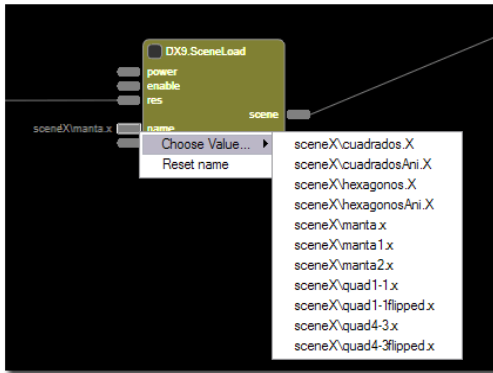 DX9.SceneLoad
power
enable
res
scene
sceneX\manta.x
name
Choose Value...
Reset name
sceneX\cuadrados.X
sceneX\cuadradosAni.X
sceneX\hexagonos.X
sceneX\hexagonosAni.X
sceneX\manta.x
sceneX\manta1.x
sceneX\manta2.x
sceneX\quad1-1.x
sceneX\quad1-1flipped.x
sceneX\quad4-3.x
sceneX\quad4-3flipped.x